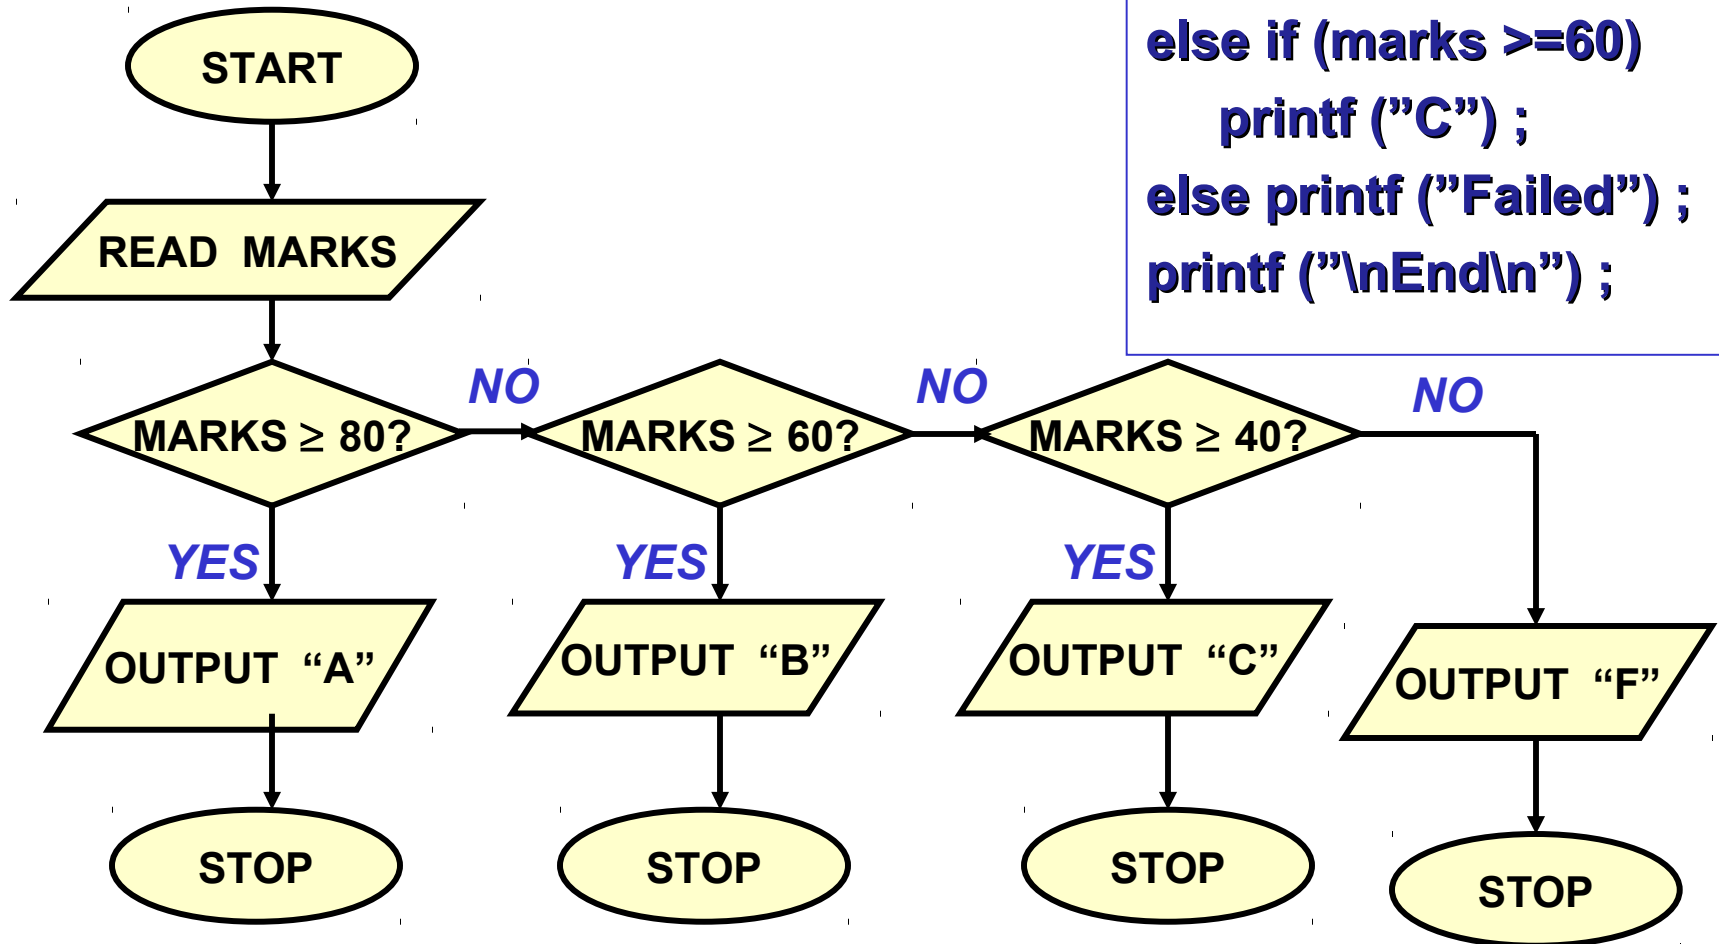 START
else if (marks >=60)
printf (”C”) ;
else printf (”Failed”) ;
printf (”\nEnd\n”) ;
READ MARKS
NO
NO
NO
MARKS ≥ 80?
MARKS ≥ 60?
MARKS ≥ 40?
YES
YES
YES
OUTPUT “A”
OUTPUT “B”
OUTPUT “C”
OUTPUT “F”
STOP
STOP
STOP
STOP